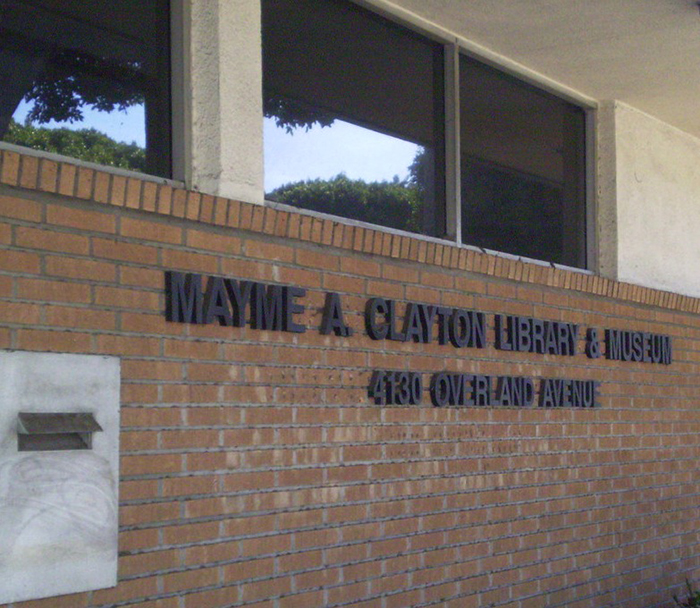 MAYME A. CLAYTON LIBRARY & MUSEUM
4130 OVERLAND AVENUE